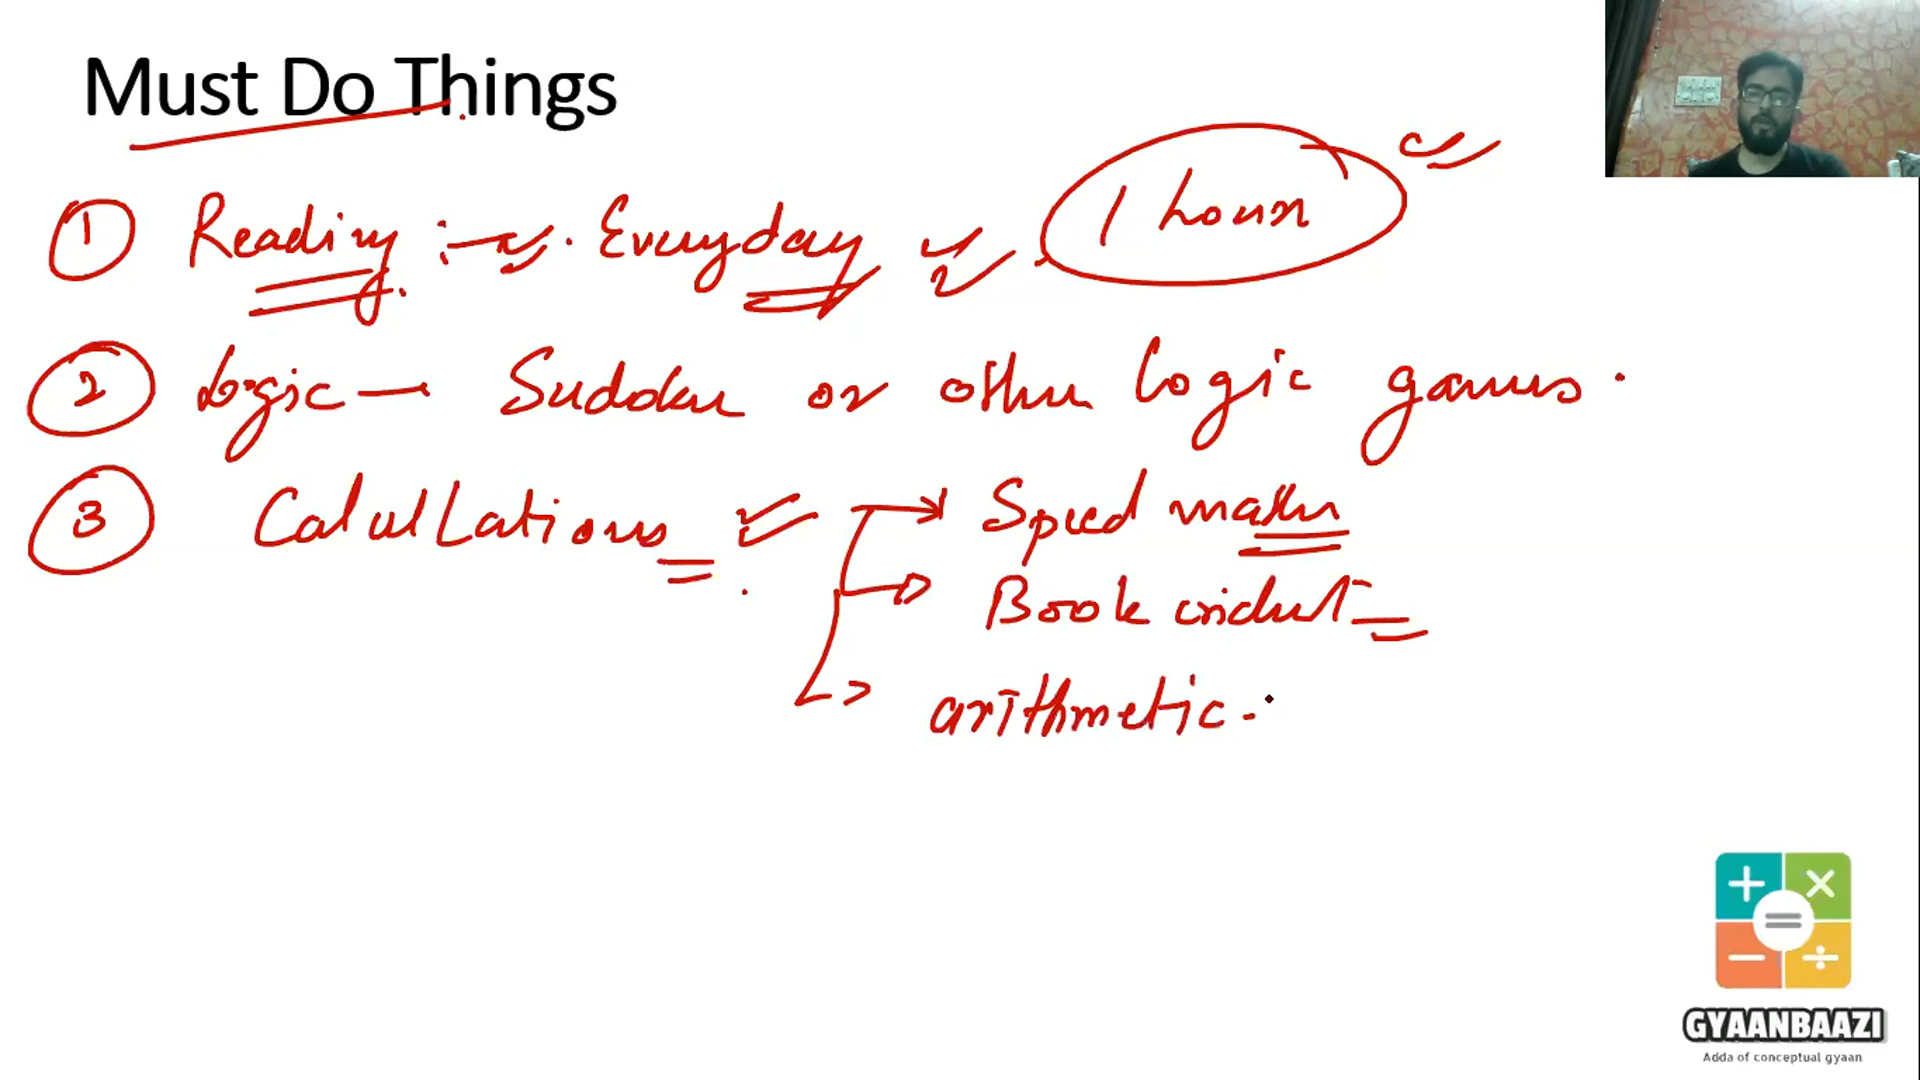 Must Do Things
1 Reading :- Everyday 1 hour
2 Logic - Sudoku or other logic games.
3 Calculations → Speed maths
→ Book cricket
→ arithmetic.
GYAANBAAZI
Adda of conceptual gyaan